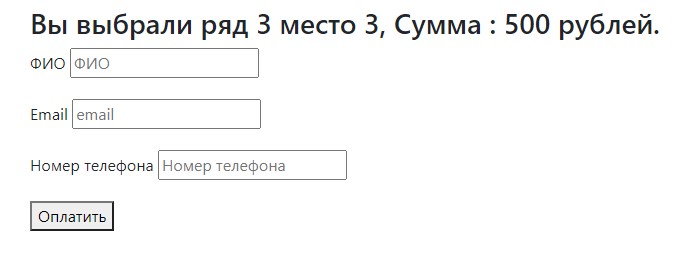 Вы выбрали ряд 3 место 3, Сумма : 500 рублей.
ФИО ФИО
Email email
Номер телефона Номер телефона
Оплатить